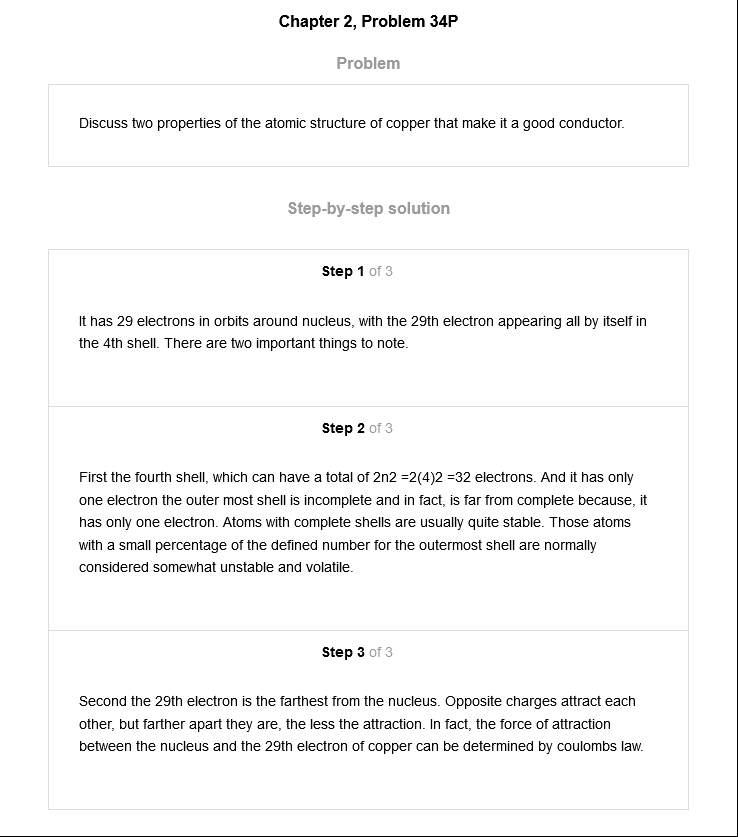 Chapter 2, Problem 34P
Problem
Discuss two properties of the atomic structure of copper that make it a good conductor.
Step-by-step solution
Step 1 of 3
It has 29 electrons in orbits around nucleus, with the 29th electron appearing all by itself in
the 4th shell. There are two important things to note.
Step 2 of 3
First the fourth shell, which can have a total of 2n2 =2(4)2 =32 electrons. And it has only
one electron the outer most shell is incomplete and in fact, is far from complete because, it
has only one electron. Atoms with complete shells are usually quite stable. Those atoms
with a small percentage of the defined number for the outermost shell are normally
considered somewhat unstable and volatile.
Step 3 of 3
Second the 29th electron is the farthest from the nucleus. Opposite charges attract each
other, but farther apart they are, the less the attraction. In fact, the force of attraction
between the nucleus and the 29th electron of copper can be determined by coulombs law.